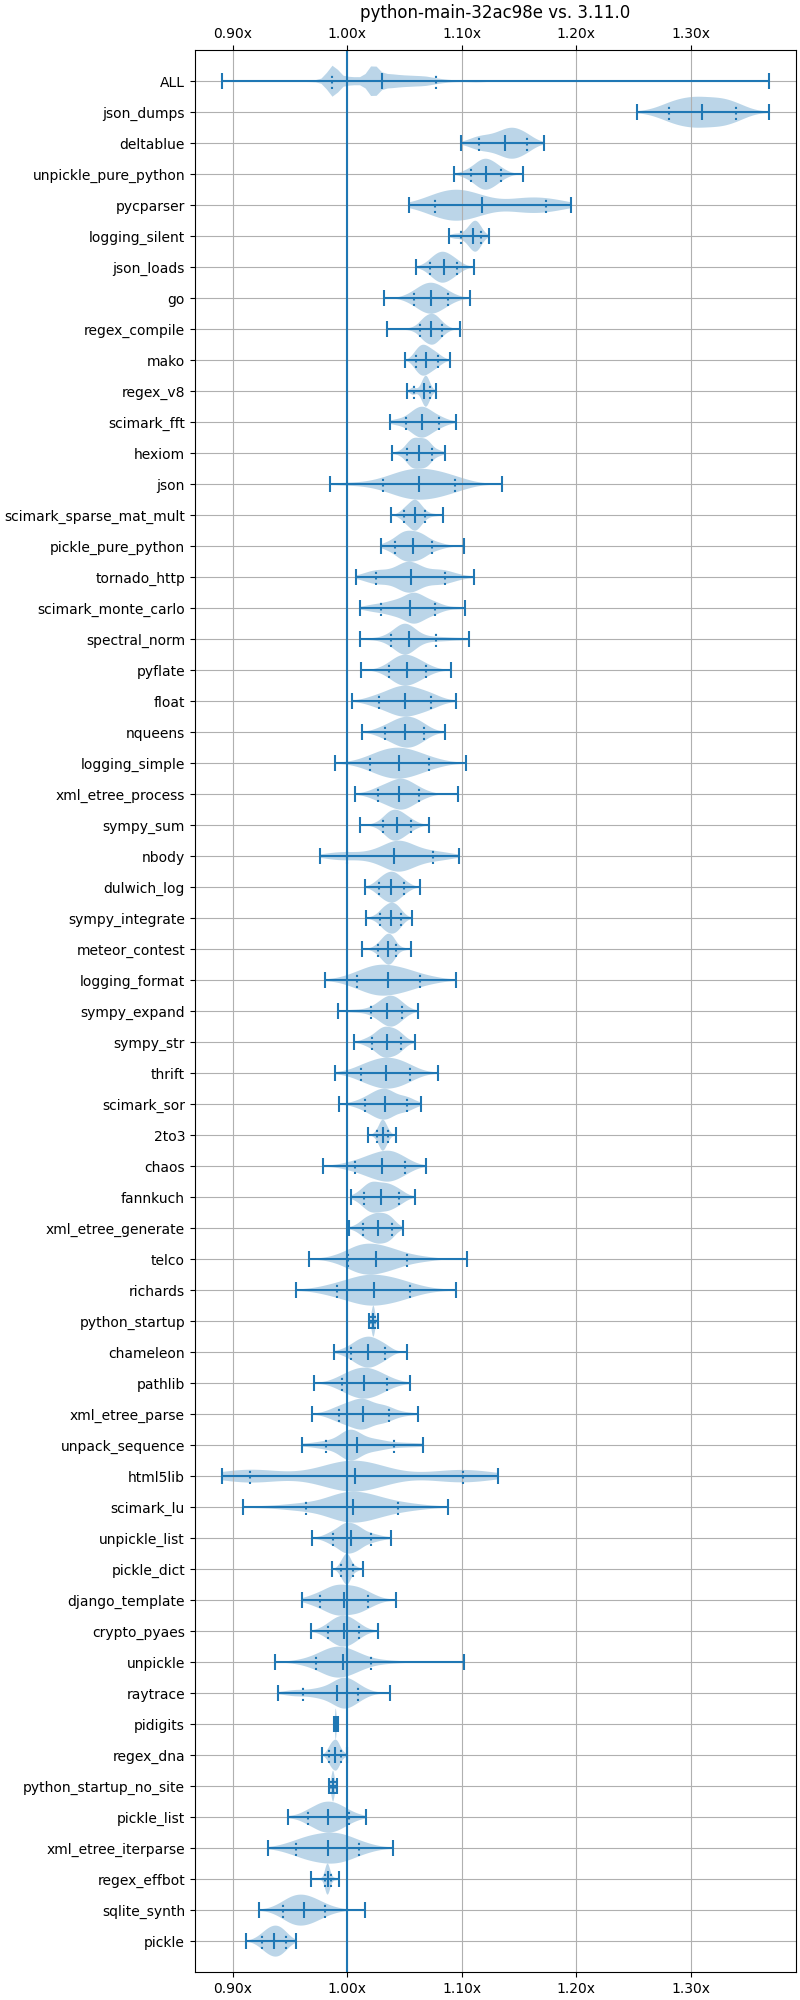 python-main-32ac98e vs. 3.11.0
0.90x 1.00x 1.10x 1.20x 1.30x
ALL
json_dumps
deltablue
unpickle_pure_python
pycparser
logging_silent
json_loads
go
regex_compile
mako
regex_v8
scimark_fft
hexiom
json
scimark_sparse_mat_mult
pickle_pure_python
tornado_http
scimark_monte_carlo
spectral_norm
pyflate
float
nqueens
logging_simple
xml_etree_process
sympy_sum
nbody
dulwich_log
sympy_integrate
meteor_contest
logging_format
sympy_expand
sympy_str
thrift
scimark_sor
2to3
chaos
fannkuch
xml_etree_generate
telco
richards
python_startup
chameleon
pathlib
xml_etree_parse
unpack_sequence
html5lib
scimark_lu
unpickle_list
pickle_dict
django_template
crypto_pyaes
unpickle
raytrace
pidigits
regex_dna
python_startup_no_site
pickle_list
xml_etree_iterparse
regex_effbot
sqlite_synth
pickle
0.90x 1.00x 1.10x 1.20x 1.30x